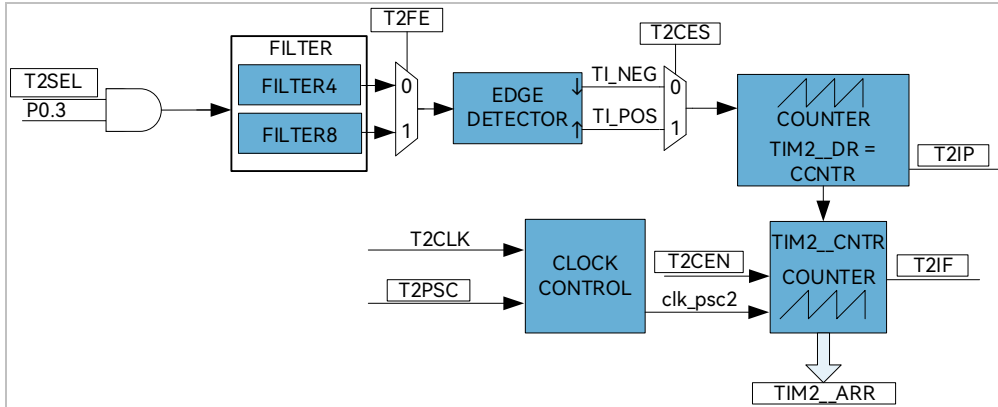 T2FE
T2CES
FILTER
T2SEL
P0.3
FILTER4
FILTER8
0
1
EDGE
DETECTOR
↓
↑
TI_NEG
TI_POS
0
1
COUNTER
TIM2__DR =
CCNTR
T2IP
T2CLK
T2PSC
CLOCK
CONTROL
T2CEN
clk_psc2
TIM2__CNTR
COUNTER
T2IF
TIM2__ARR